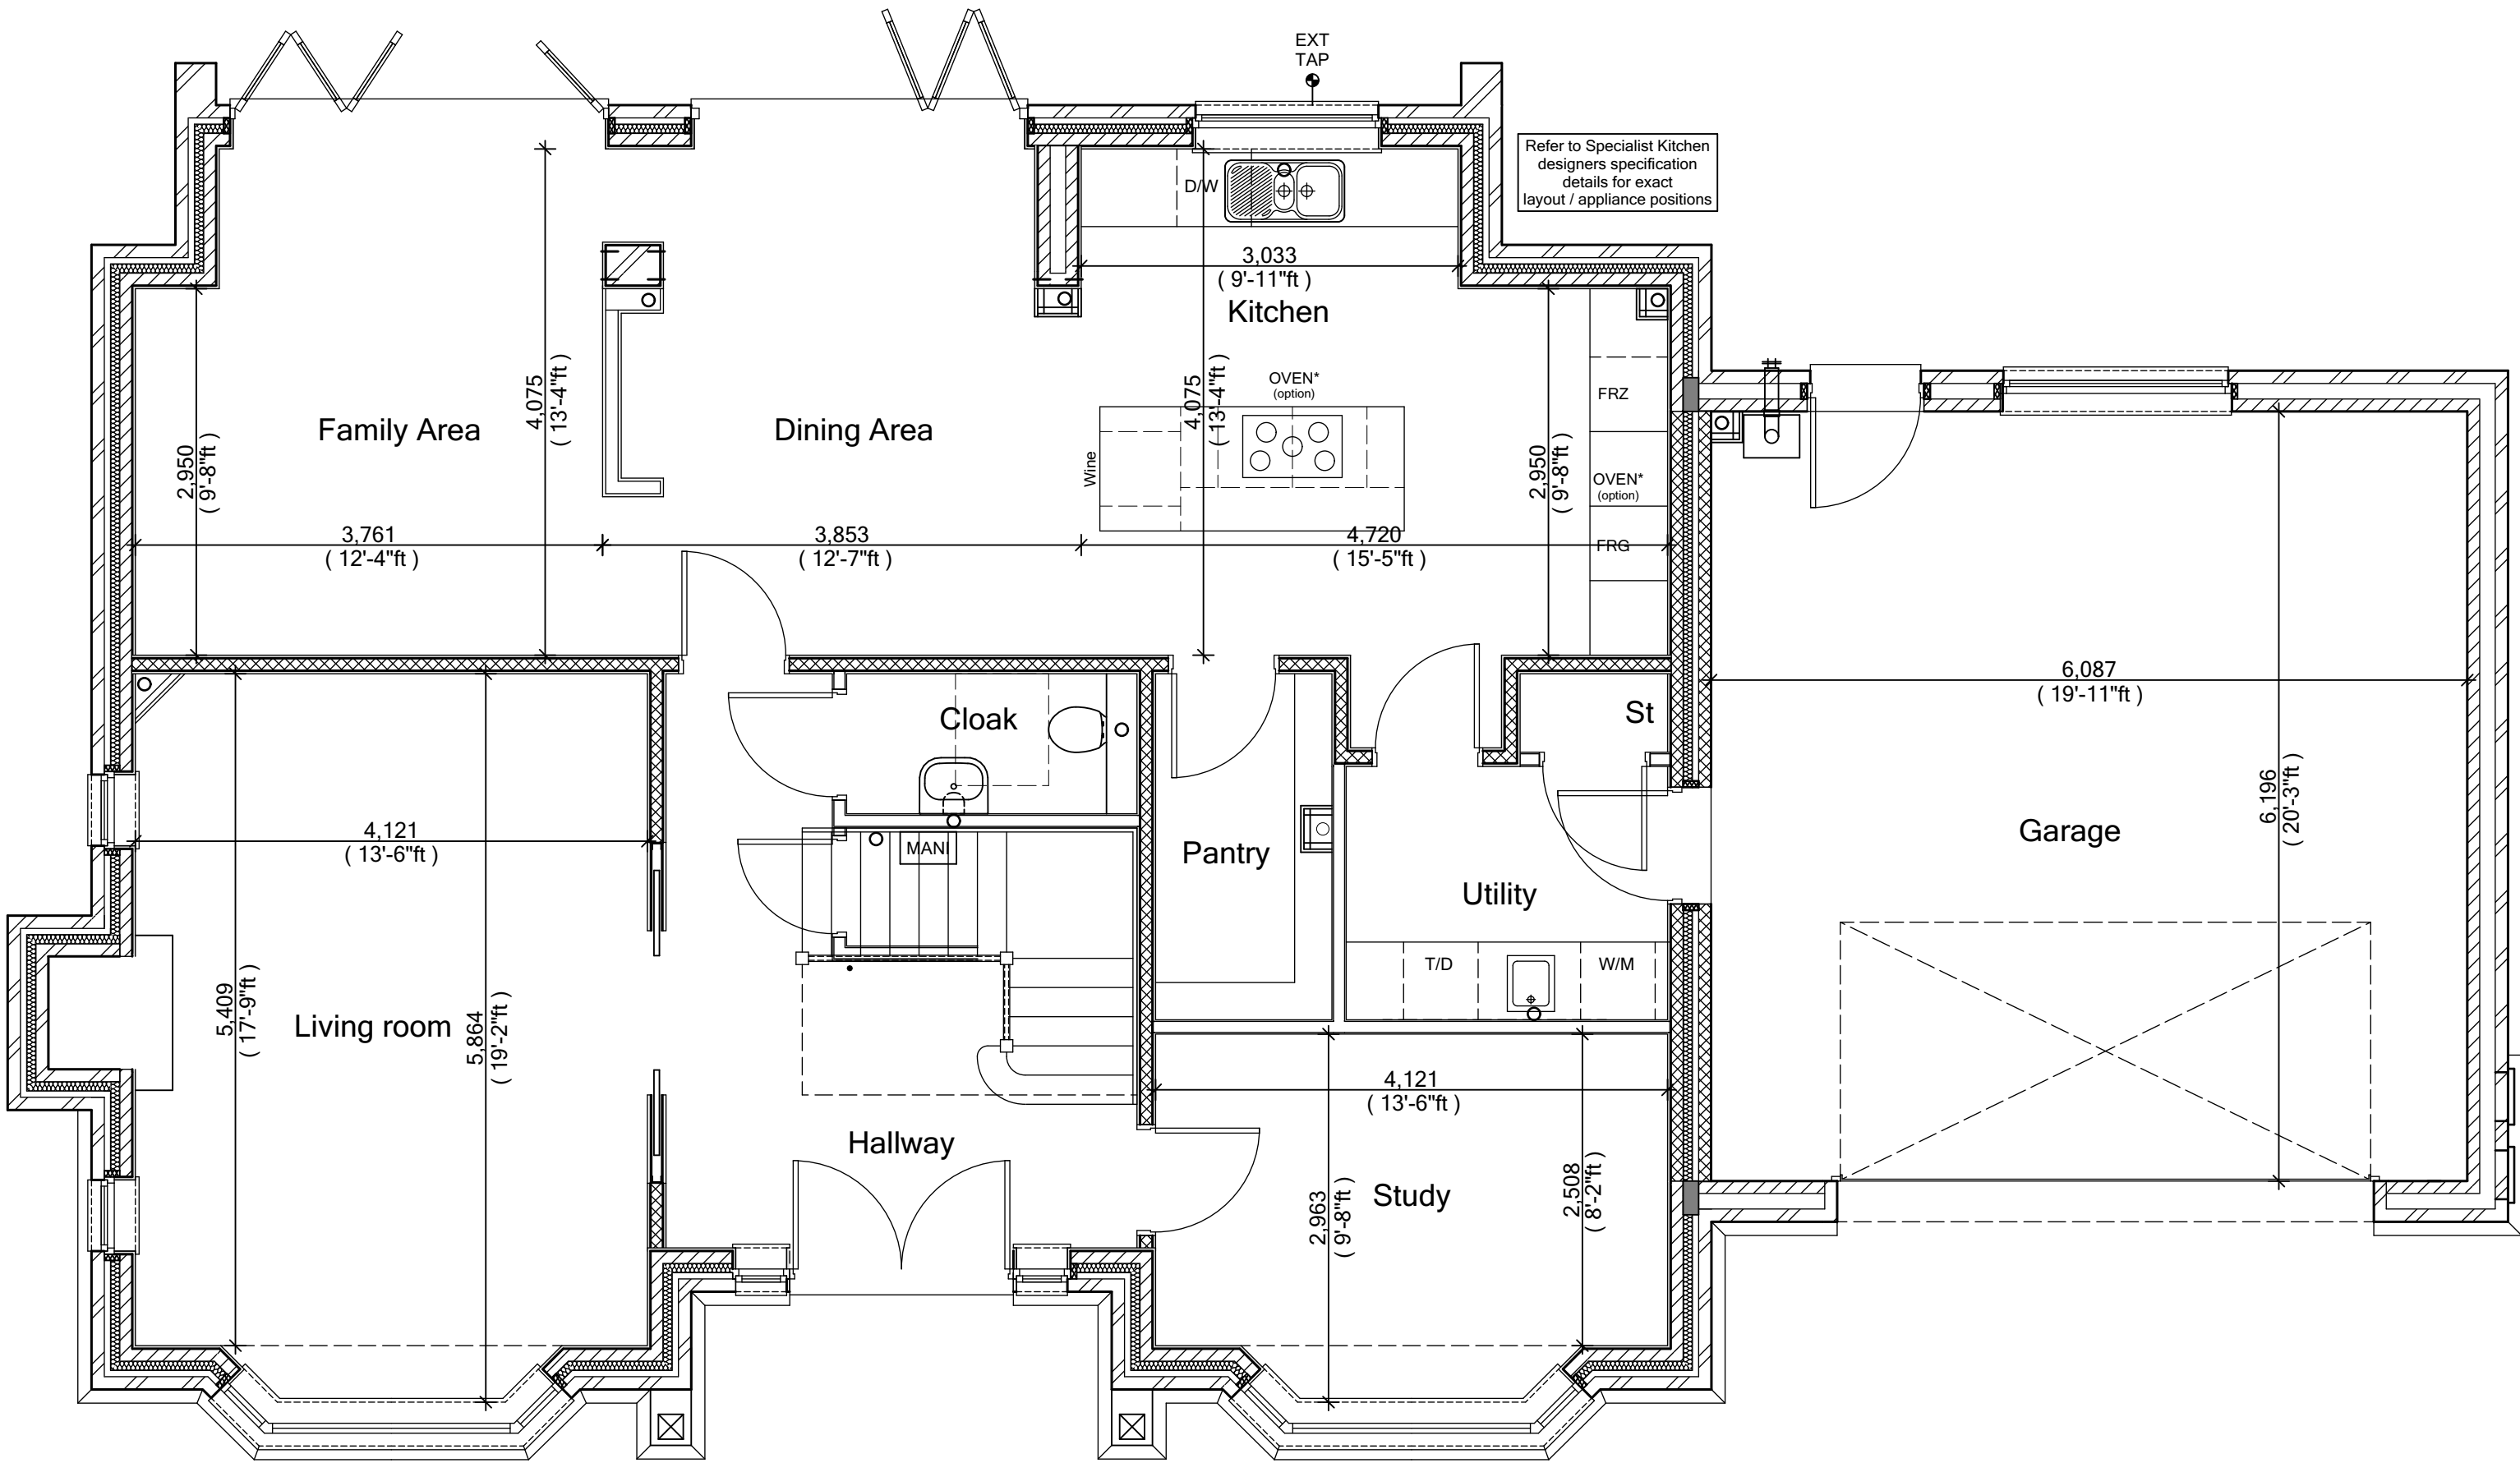 EXT
TAP
Refer to Specialist Kitchen
designers specification
details for exact
layout / appliance positions
D/W
3,033
( 9'-11"ft )
Kitchen
4,075
( 13'-4"ft )
4,075
( 13'-4"ft )
OVEN*
(option)
FRZ
Family Area
Dining Area
2,950
( 9'-8"ft )
Wine
2,950
( 9'-8"ft )
OVEN*
(option)
3,761
( 12'-4"ft )
3,853
( 12'-7"ft )
4,720
( 15'-5"ft )
FRG
6,087
( 19'-11"ft )
Cloak
St
6,196
( 20'-3"ft )
4,121
( 13'-6"ft )
MANI
Pantry
Garage
Utility
T/D
W/M
5,409
( 17'-9"ft )
Living room
5,864
( 19'-2"ft )
4,121
( 13'-6"ft )
Hallway
2,963
( 9'-8"ft )
Study
2,508
( 8'-2"ft )